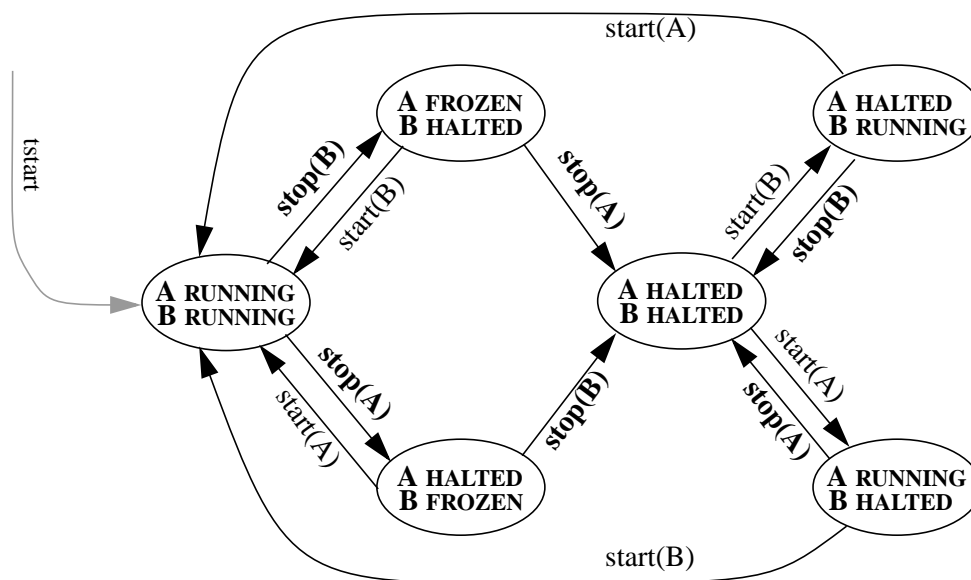 start(A)
A FROZEN
B HALTED
A HALTED
B RUNNING
tstart
stop(B)
start(B)
stop(A)
start(B)
stop(B)
A RUNNING
B RUNNING
A HALTED
B HALTED
stop(A)
start(A)
stop(B)
start(A)
stop(A)
A HALTED
B FROZEN
A RUNNING
B HALTED
start(B)